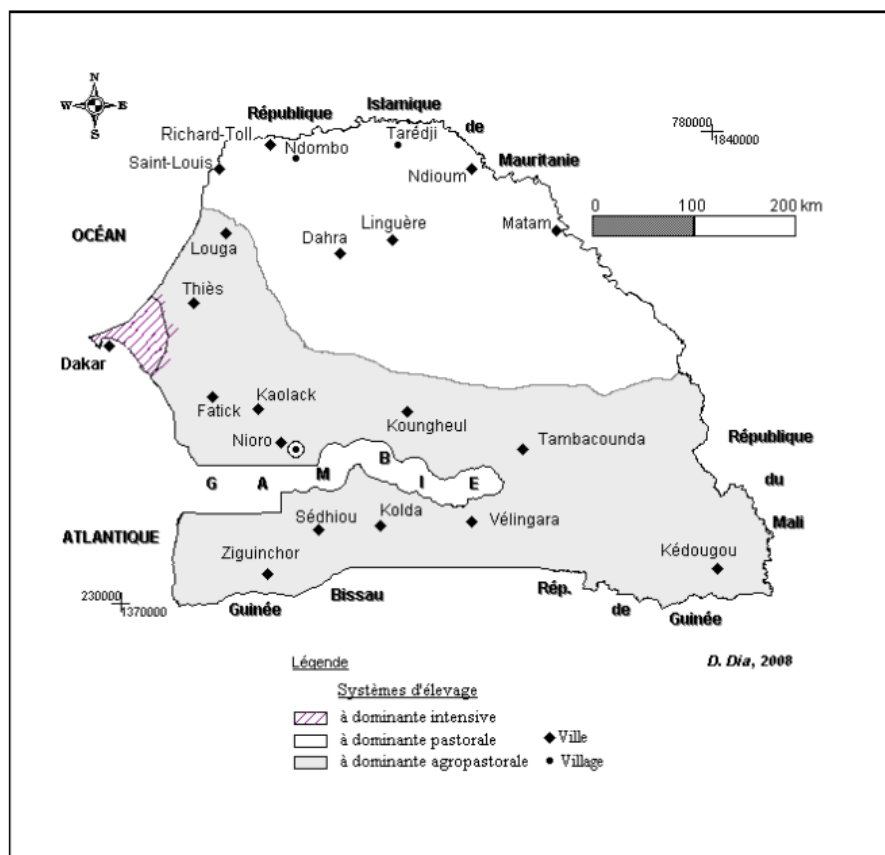 N
W E
S
République Islamique de Mauritanie
780000
1840000
Richard-Toll
Ndombo
Tarédji
Saint-Louis
Ndioum
0 100 200 km
OCÉAN
Louga
Dahra
Linguère
Matam
Thiès
Dakar
Fatick
Kaolack
Koungheul
Nioro
Tambacounda
République du Mali
G A M B I E
Sédhiou
Kolda
Vélingara
ATLANTIQUE
Ziguinchor
Kédougou
230000
1370000
Guinée Bissau
Rép. de Guinée
D. Dia, 2008
Légende
Systèmes d'élevage
à dominante intensive
à dominante pastorale
à dominante agropastorale
Ville
Village